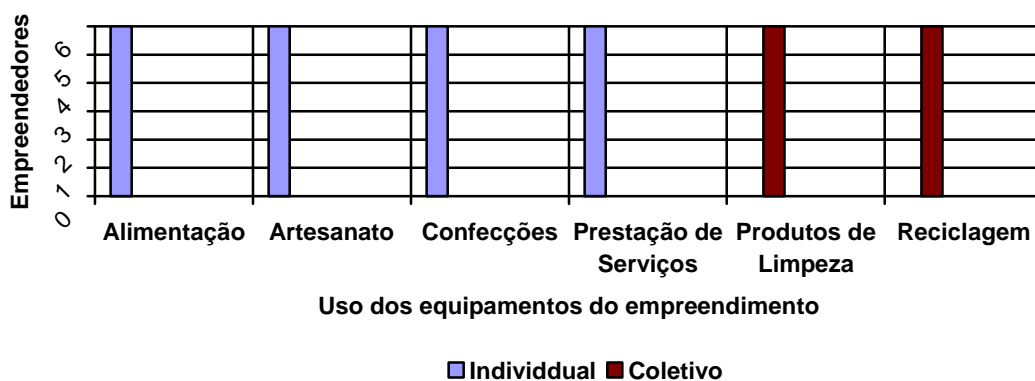 Empreendedores
6
5
4
3
2
1
0
Alimentação Artesanato Confecções Prestação de Serviços Produtos de Limpeza Reciclagem
Uso dos equipamentos do empreendimento
Individdual Coletivo